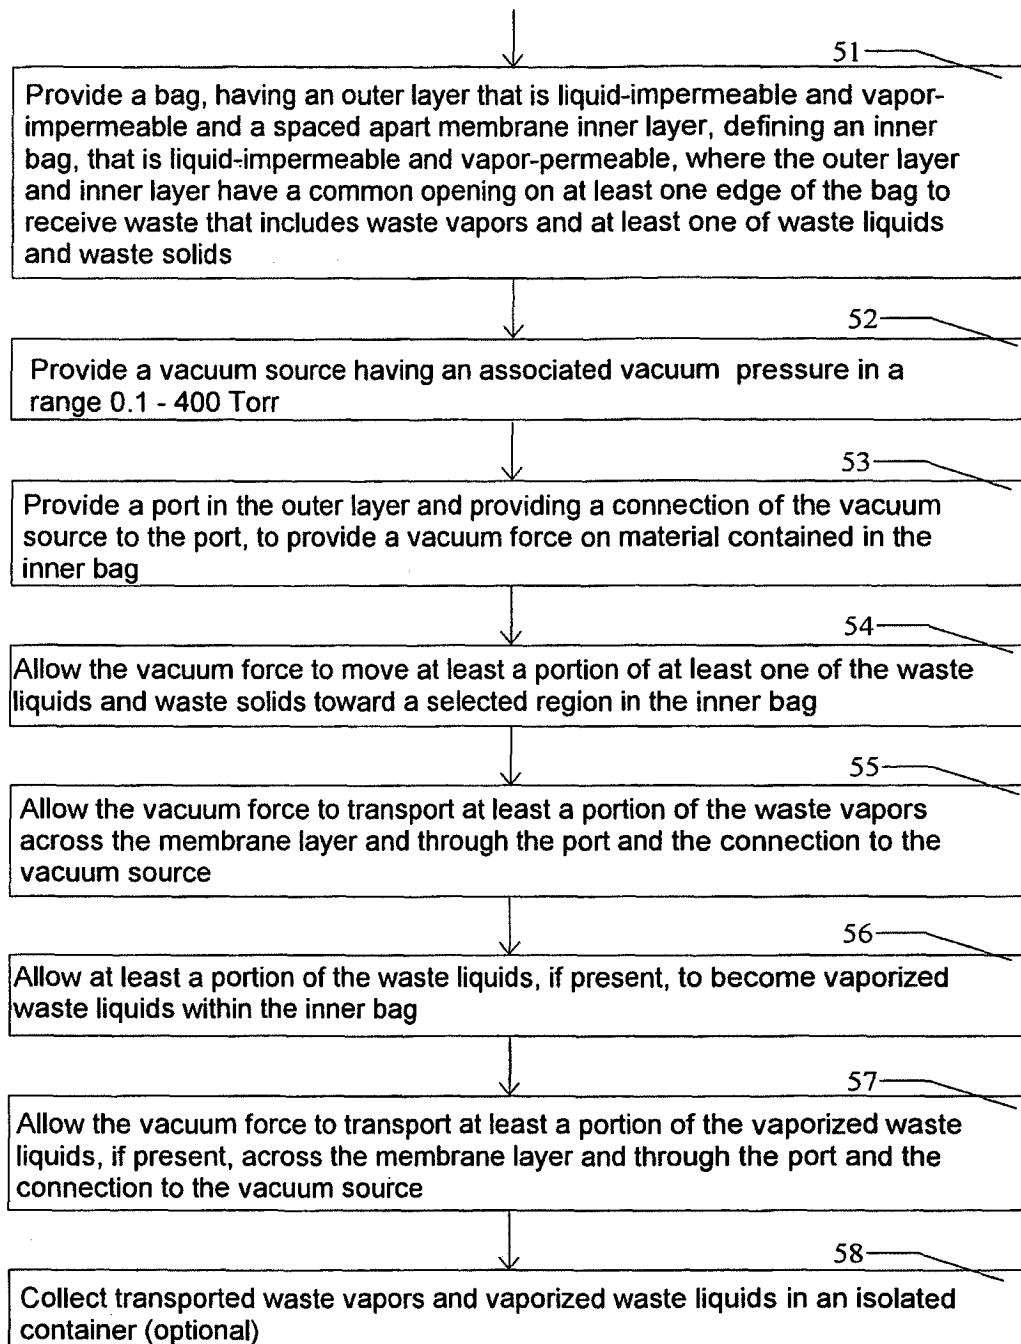 51
Provide a bag, having an outer layer that is liquid-impermeable and vapor-
impermeable and a spaced apart membrane inner layer, defining an inner
bag, that is liquid-impermeable and vapor-permeable, where the outer layer
and inner layer have a common opening on at least one edge of the bag to
receive waste that includes waste vapors and at least one of waste liquids
and waste solids
52
Provide a vacuum source having an associated vacuum pressure in a
range 0.1 - 400 Torr
53
Provide a port in the outer layer and providing a connection of the vacuum
source to the port, to provide a vacuum force on material contained in the
inner bag
54
Allow the vacuum force to move at least a portion of at least one of the waste
liquids and waste solids toward a selected region in the inner bag
55
Allow the vacuum force to transport at least a portion of the waste vapors
across the membrane layer and through the port and the connection to the
vacuum source
56
Allow at least a portion of the waste liquids, if present, to become vaporized
waste liquids within the inner bag
57
Allow the vacuum force to transport at least a portion of the vaporized waste
liquids, if present, across the membrane layer and through the port and the
connection to the vacuum source
58
Collect transported waste vapors and vaporized waste liquids in an isolated
container (optional)